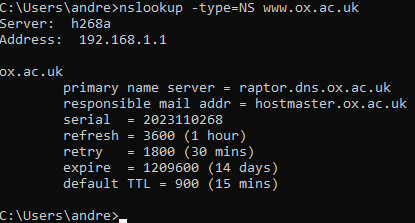 C:\Users\andre>nslookup -type=NS www.ox.ac.uk
Server:  h268a
Address:  192.168.1.1

ox.ac.uk
        primary name server = raptor.dns.ox.ac.uk
        responsible mail addr = hostmaster.ox.ac.uk
        serial  = 2023110268
        refresh = 3600 (1 hour)
        retry   = 1800 (30 mins)
        expire  = 1209600 (14 days)
        default TTL = 900 (15 mins)

C:\Users\andre>